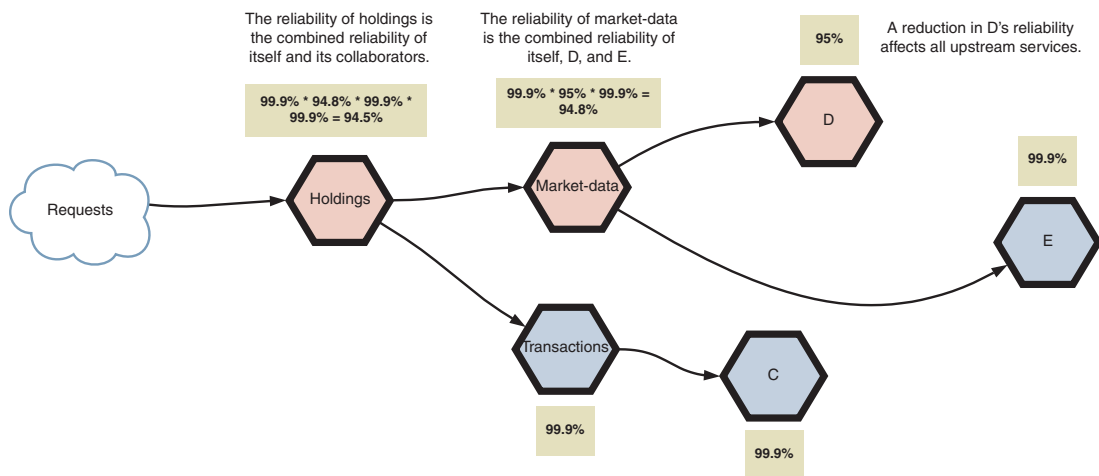 The reliability of holdings is
the combined reliability of
itself and its collaborators.
99.9% * 94.8% * 99.9% *
99.9% = 94.5%
The reliability of market-data
is the combined reliability of
itself, D, and E.
99.9% * 95% * 99.9% =
94.8%
95%
A reduction in D’s reliability
affects all upstream services.
D
99.9%
E
Requests
Holdings
Market-data
Transactions
99.9%
C
99.9%